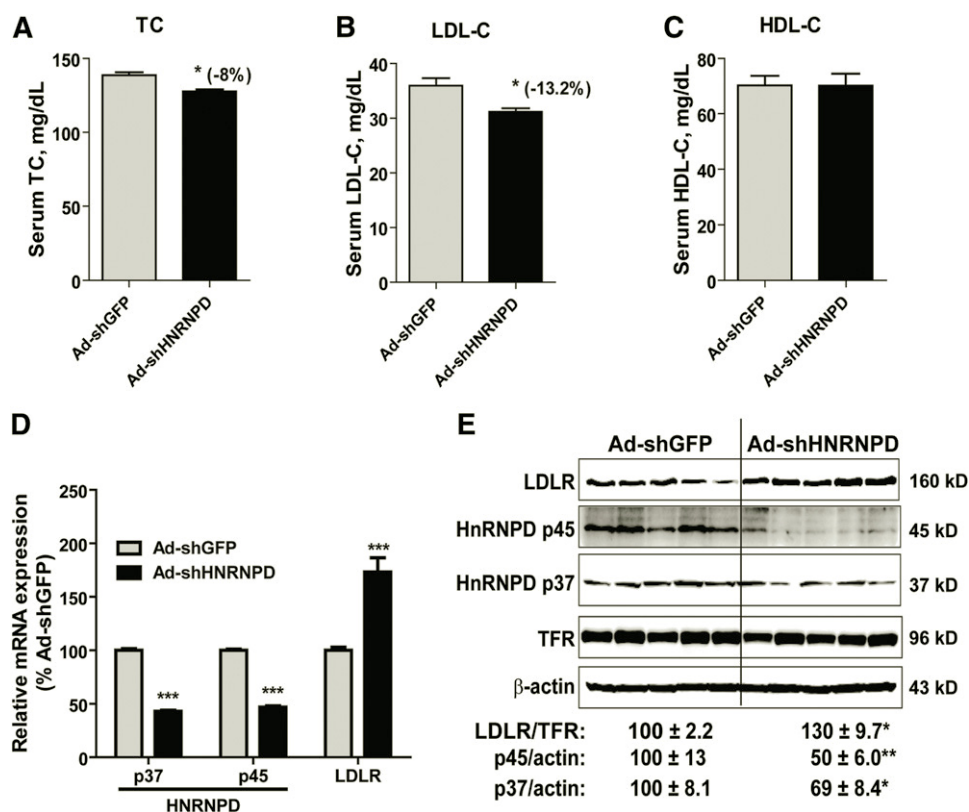 A
TC
Serum TC, mg/dL
150
100
50
0
* (-8%)
Ad-shGFP
Ad-shHNRNPD
B
LDL-C
Serum LDL-C, mg/dL
40
30
20
10
0
* (-13.2%)
Ad-shGFP
Ad-shHNRNPD
C
HDL-C
Serum HDL-C, mg/dL
80
60
40
20
0
Ad-shGFP
Ad-shHNRNPD
D
Relative mRNA expression
(% Ad-shGFP)
250
200
150
100
50
0
Ad-shGFP
Ad-shHNRNPD
***
***
***
p37
p45
LDLR
HNRNPD
E
Ad-shGFP Ad-shHNRNPD
LDLR 160 kD
HnRNPD p45 45 kD
HnRNPD p37 37 kD
TFR 96 kD
β-actin 43 kD
LDLR/TFR: 100 ± 2.2 130 ± 9.7*
p45/actin: 100 ± 13 50 ± 6.0**
p37/actin: 100 ± 8.1 69 ± 8.4*